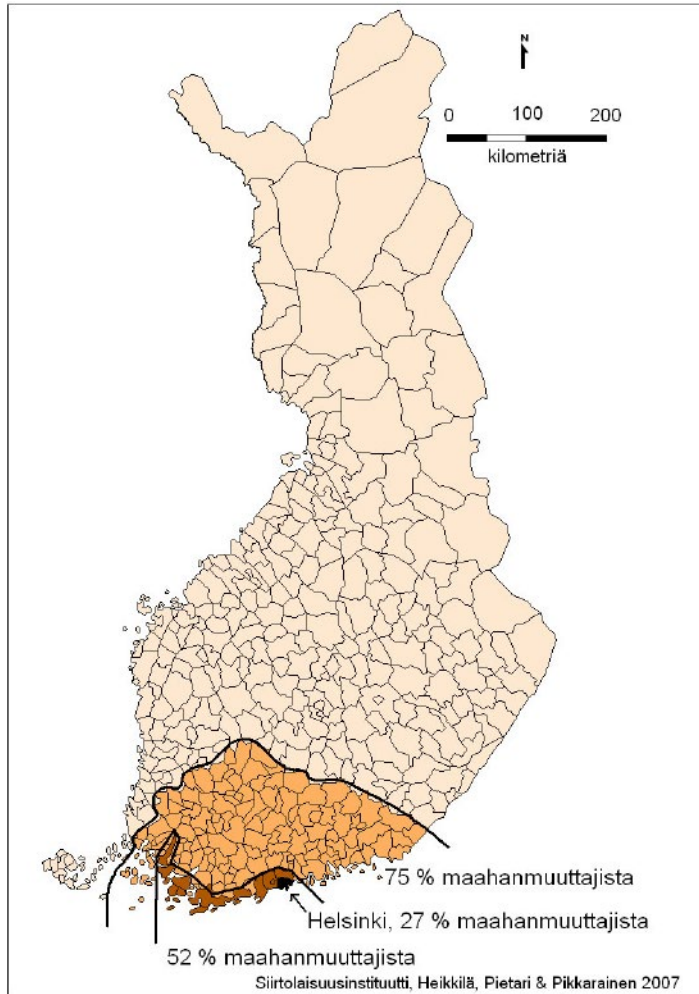 N
0 100 200
kilometriä
75 % maahanmuuttajista
Helsinki, 27 % maahanmuuttajista
52 % maahanmuuttajista
Siirtolaisuusinstituutti, Heikkilä, Pietari & Pikkarainen 2007